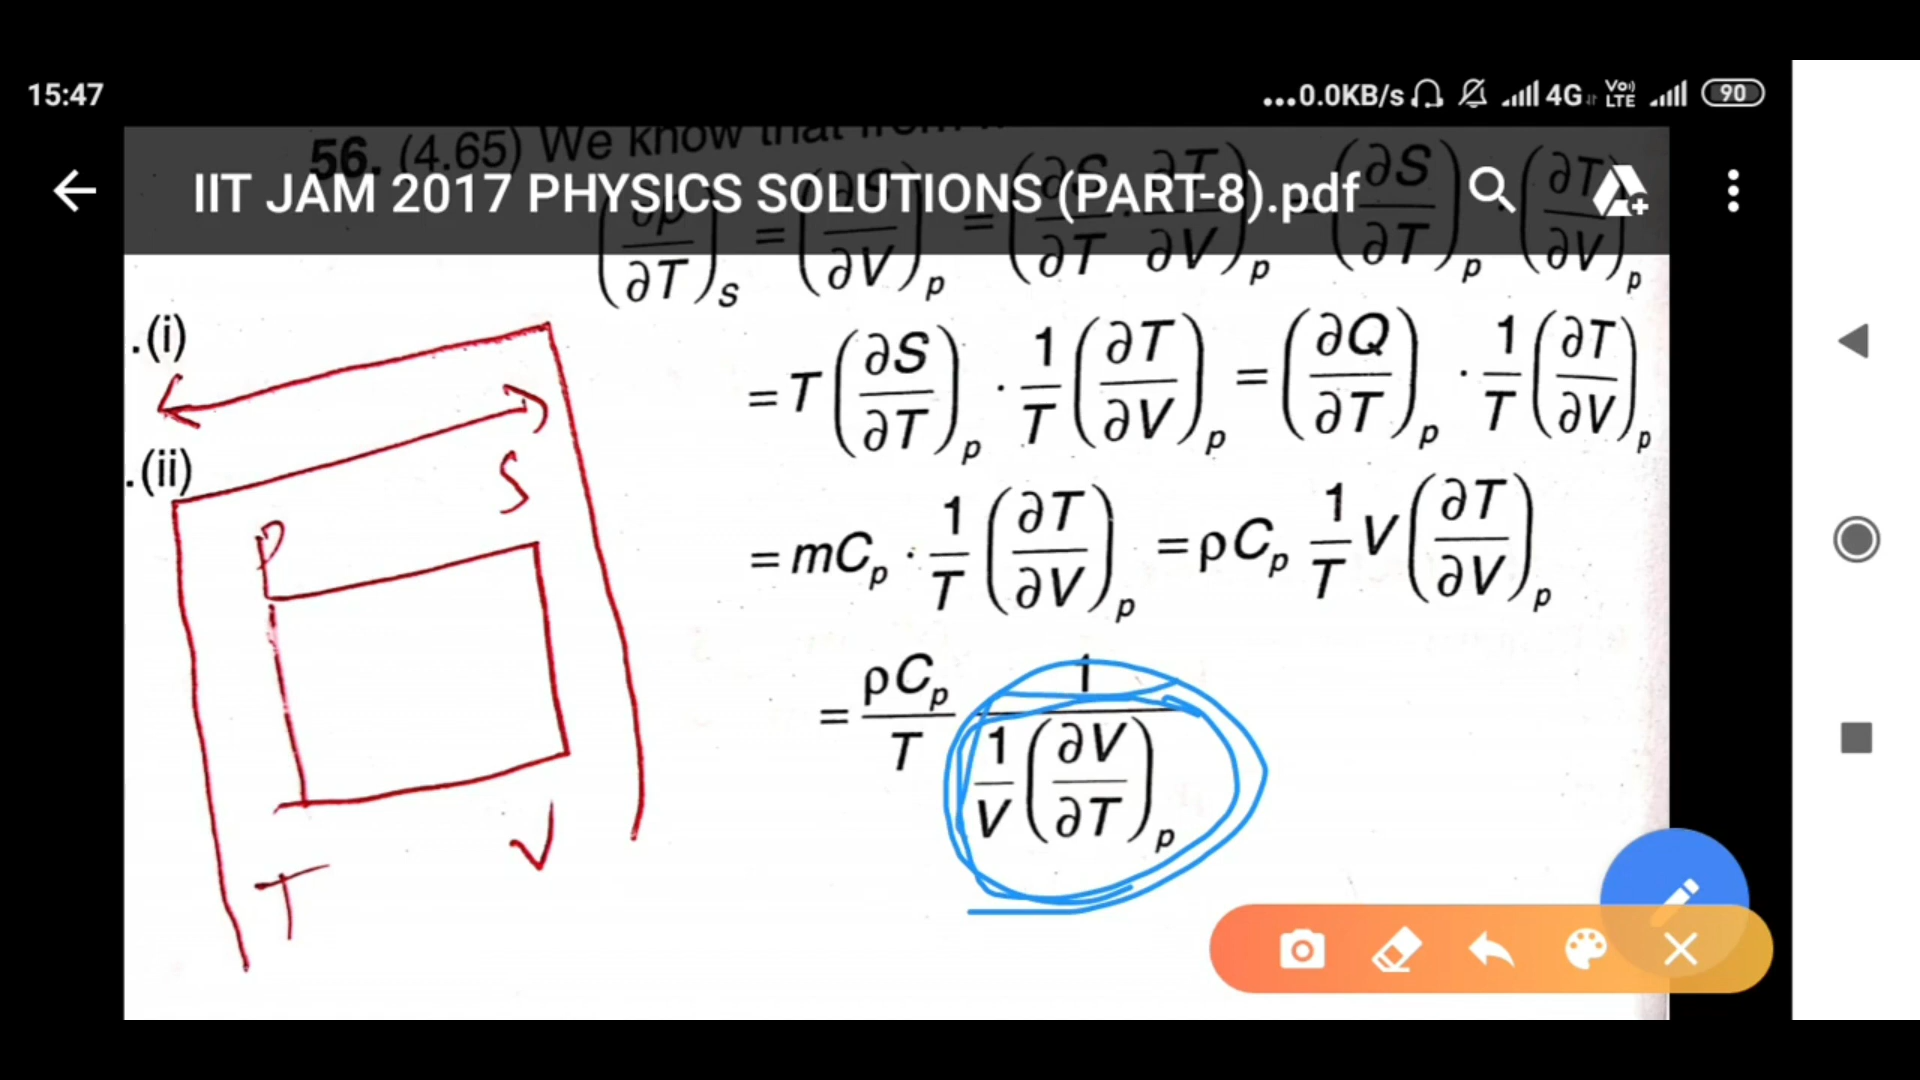 15:47
...0.0KB/s 4G Vo) LTE 90
56. (4.65) We know that from
IIT JAM 2017 PHYSICS SOLUTIONS (PART-8).pdf
(∂p/∂T)_S = (∂S/∂V)_p = (∂S/∂T · ∂T/∂V)_p = (∂S/∂T)_p · (∂T/∂V)_p
.(i)
= T (∂S/∂T)_p · 1/T (∂T/∂V)_p = (∂Q/∂T)_p · 1/T (∂T/∂V)_p
.(ii)
S
P
= mC_p · 1/T (∂T/∂V)_p = ρC_p 1/T V (∂T/∂V)_p
= ρC_p/T 1/(1/V (∂V/∂T)_p)
V
T